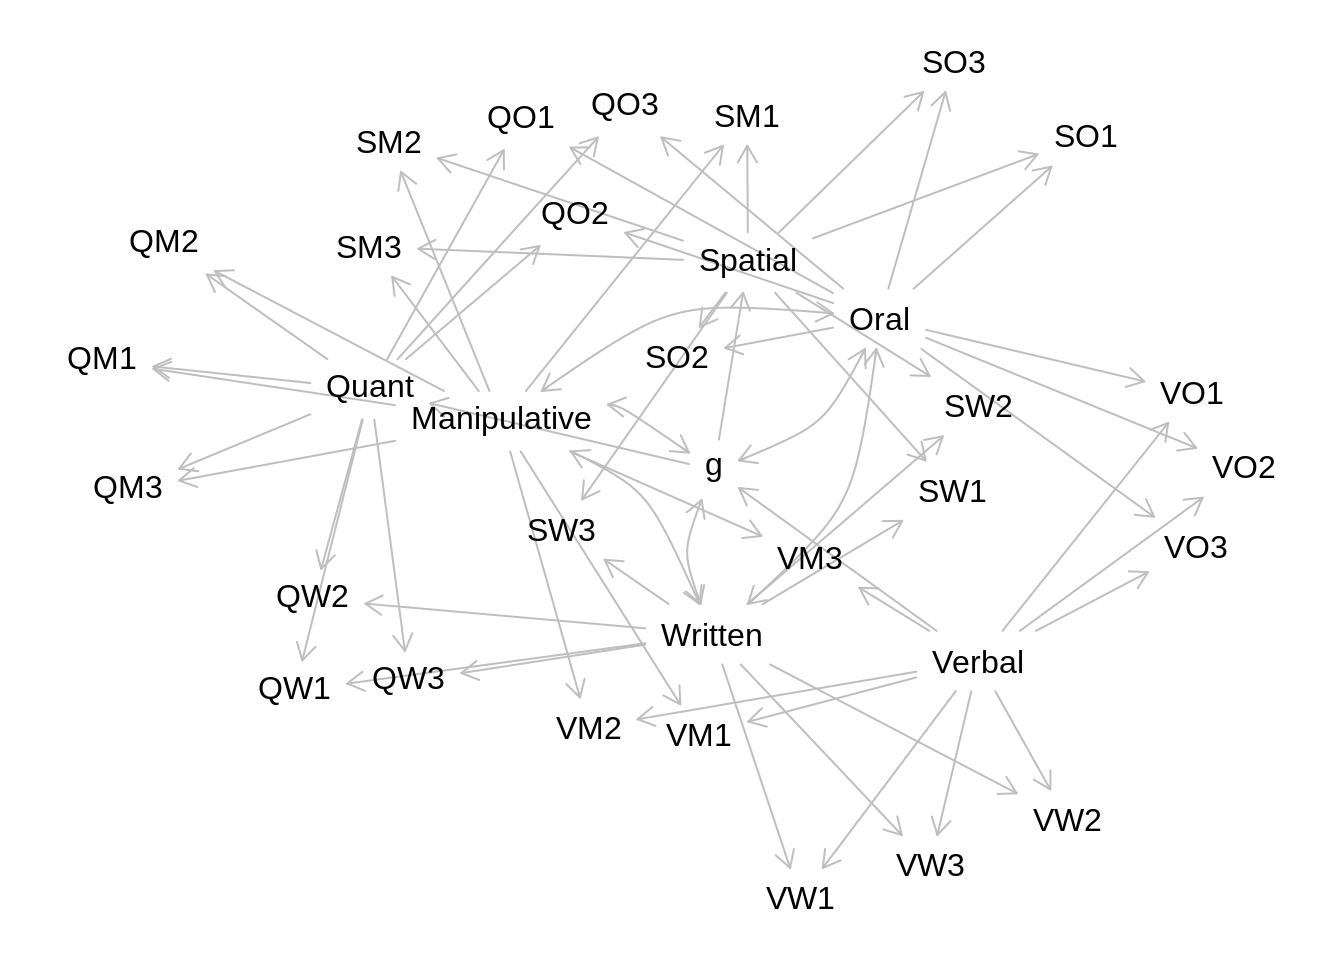 SO3
QO3
QO1
SM1
SO1
SM2
QO2
QM2
SM3
Spatial
Oral
QM1
SO2
Quant
VO1
SW2
Manipulative
g
VO2
QM3
SW1
SW3
VO3
VM3
QW2
Written
Verbal
QW3
QW1
VM2
VM1
VW2
VW3
VW1